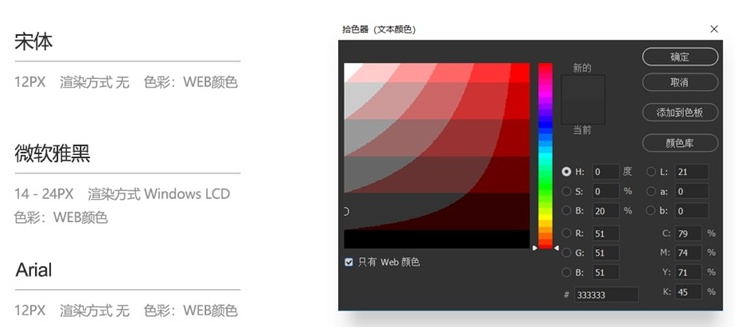 宋体
12PX 渲染方式 无 色彩：WEB颜色
微软雅黑
14 - 24PX 渲染方式 Windows LCD
色彩：WEB颜色
Arial
12PX 渲染方式 无 色彩：WEB颜色
拾色器（文本颜色）
新的
当前
确定
取消
添加到色板
颜色库
H: 0 度 L: 21
S: 0 % a: 0
B: 20 % b: 0
R: 51 C: 79 %
G: 51 M: 74 %
B: 51 Y: 71 %
# 333333 K: 45 %
只有 Web 颜色